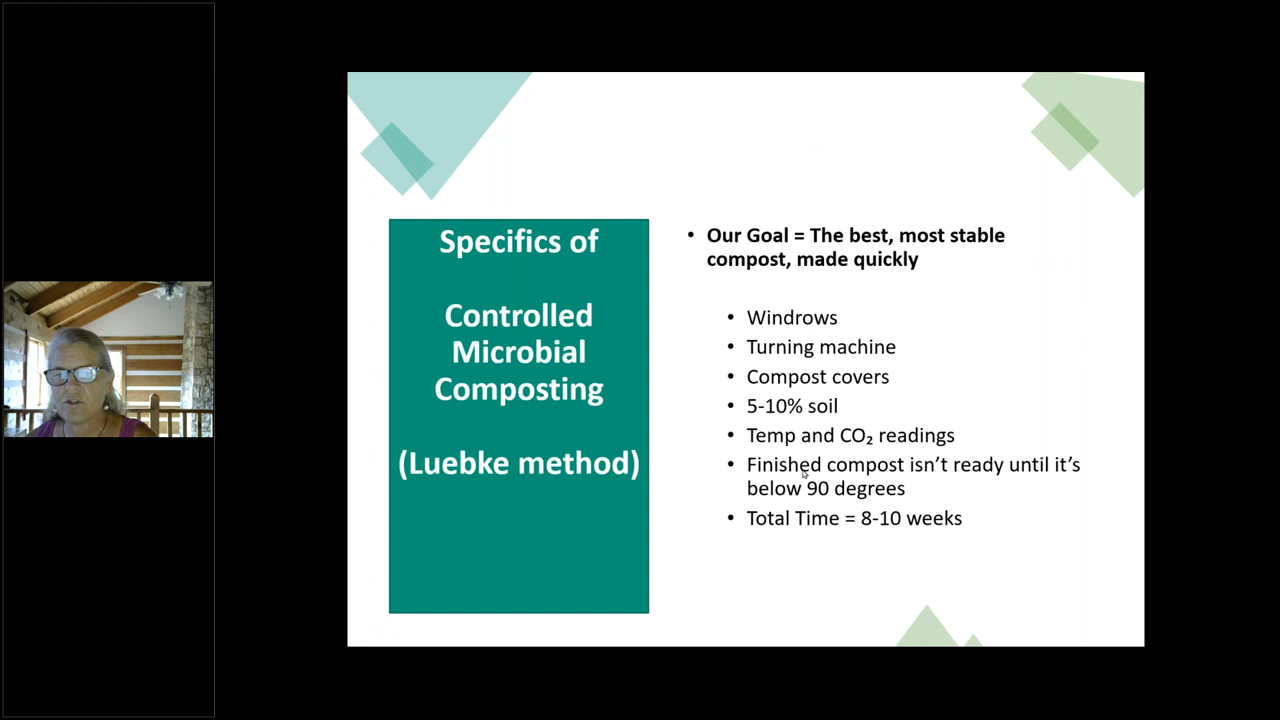 Specifics of
Controlled
Microbial
Composting
(Luebke method)
• Our Goal = The best, most stable
compost, made quickly
• Windrows
• Turning machine
• Compost covers
• 5-10% soil
• Temp and CO₂ readings
• Finished compost isn’t ready until it’s
below 90 degrees
• Total Time = 8-10 weeks